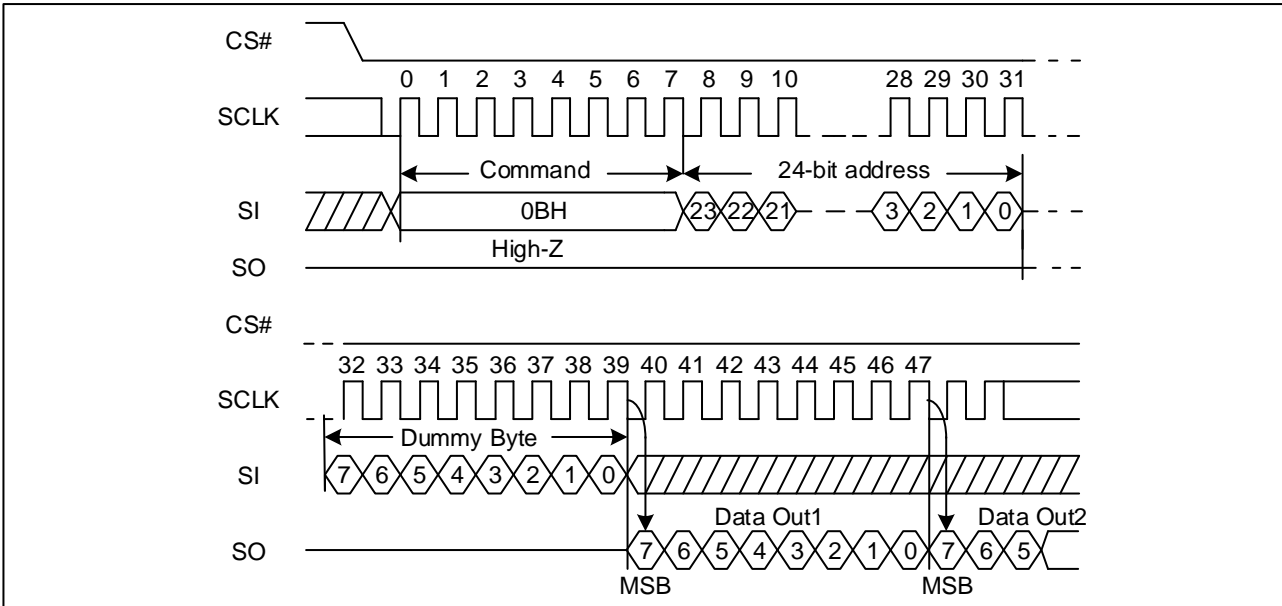 CS#
0 1 2 3 4 5 6 7 8 9 10 28 29 30 31
SCLK
Command 24-bit address
SI 0BH 23 22 21 3 2 1 0
High-Z
SO
CS#
32 33 34 35 36 37 38 39 40 41 42 43 44 45 46 47
SCLK
Dummy Byte
SI 7 6 5 4 3 2 1 0
Data Out1 Data Out2
SO 7 6 5 4 3 2 1 0 7 6 5
MSB MSB